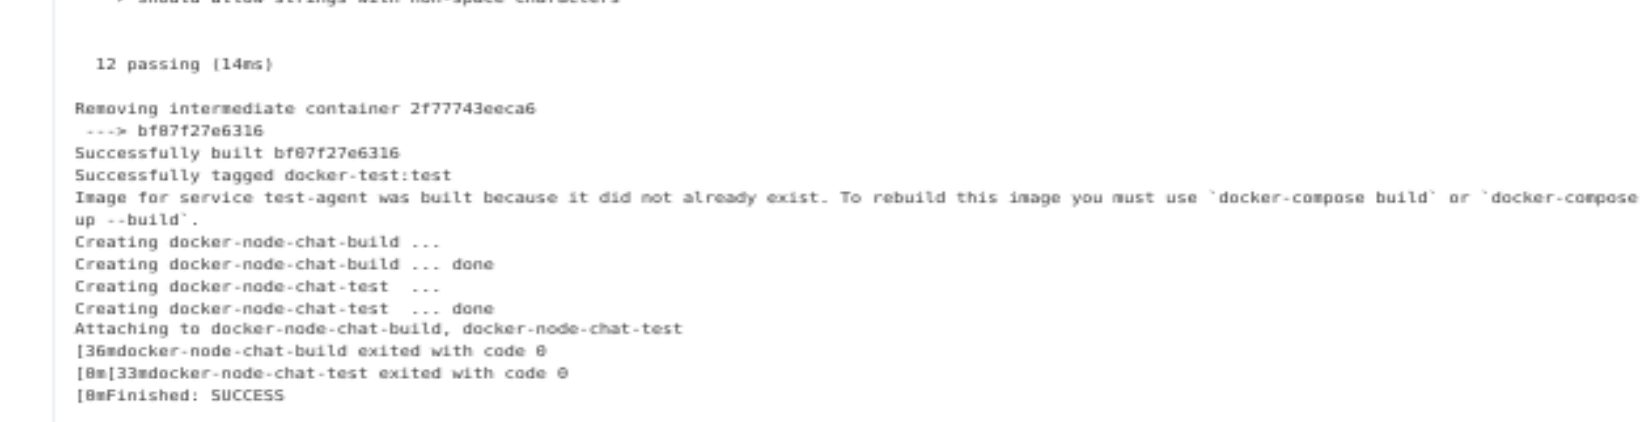 should allow strings with non-space characters
12 passing (14ms)
Removing intermediate container 2f77743eeca6
---> bf07f27e6316
Successfully built bf07f27e6316
Successfully tagged docker-test:test
Image for service test-agent was built because it did not already exist. To rebuild this image you must use `docker-compose build` or `docker-compose
up --build`.
Creating docker-node-chat-build ...
Creating docker-node-chat-build ... done
Creating docker-node-chat-test  ...
Creating docker-node-chat-test  ... done
Attaching to docker-node-chat-build, docker-node-chat-test
[36mdocker-node-chat-build exited with code 0
[0m[33mdocker-node-chat-test exited with code 0
[0mFinished: SUCCESS